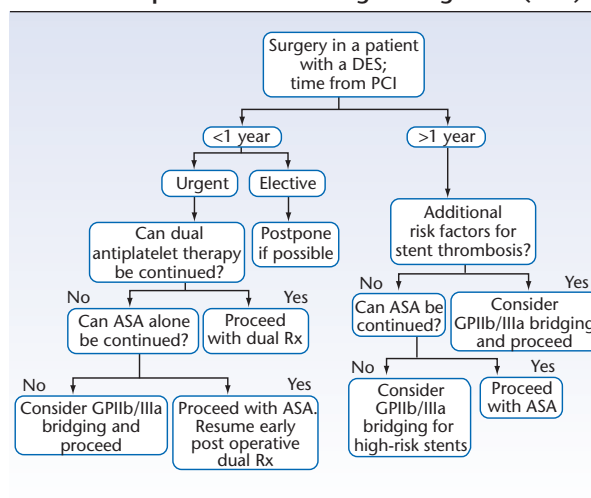 Surgery in a patient
with a DES;
time from PCI
<1 year
>1 year
Urgent
Elective
Can dual
antiplatelet therapy
be continued?
Postpone
if possible
No
Yes
Can ASA alone
be continued?
Proceed
with dual Rx
No
Yes
Consider GPIIb/IIIa
bridging and
proceed
Proceed with ASA.
Resume early
post operative
dual Rx
Additional
risk factors for
stent thrombosis?
No
Yes
Can ASA be
continued?
Consider
GPIIb/IIIa bridging
and proceed
No
Yes
Consider
GPIIb/IIIa
bridging for
high-risk stents
Proceed
with ASA